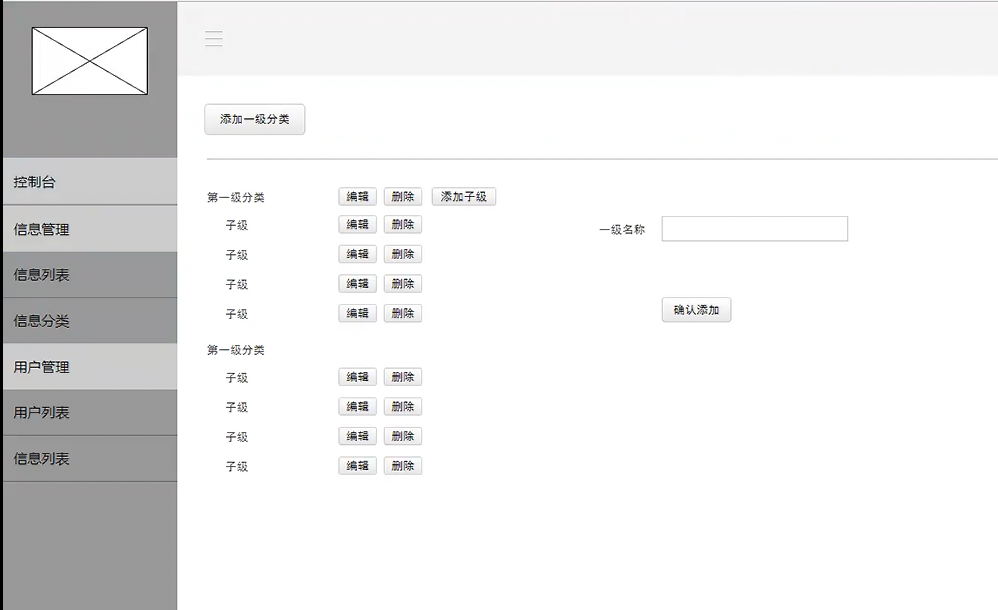 控制台
信息管理
信息列表
信息分类
用户管理
用户列表
信息列表
添加一级分类
第一级分类 编辑 删除 添加子级
子级 编辑 删除
子级 编辑 删除
子级 编辑 删除
子级 编辑 删除
第一级分类
子级 编辑 删除
子级 编辑 删除
子级 编辑 删除
子级 编辑 删除
一级名称
确认添加